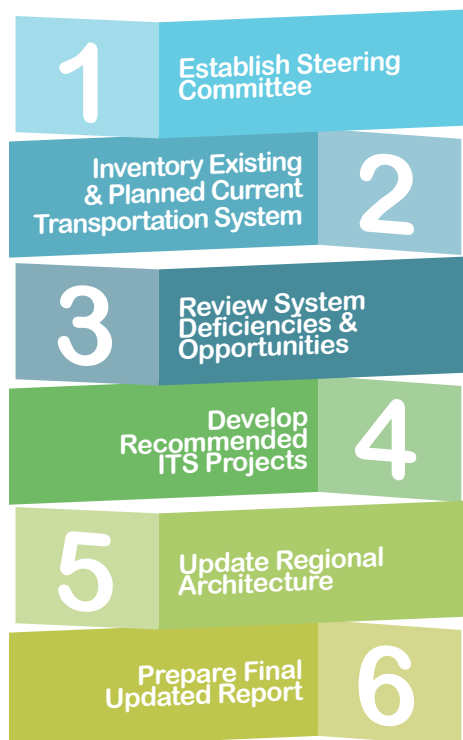 1
Establish Steering
Committee
Inventory Existing
& Planned Current
Transportation System
2
3
Review System
Deficiencies &
Opportunities
Develop
Recommended
ITS Projects
4
5
Update Regional
Architecture
Prepare Final
Updated Report
6